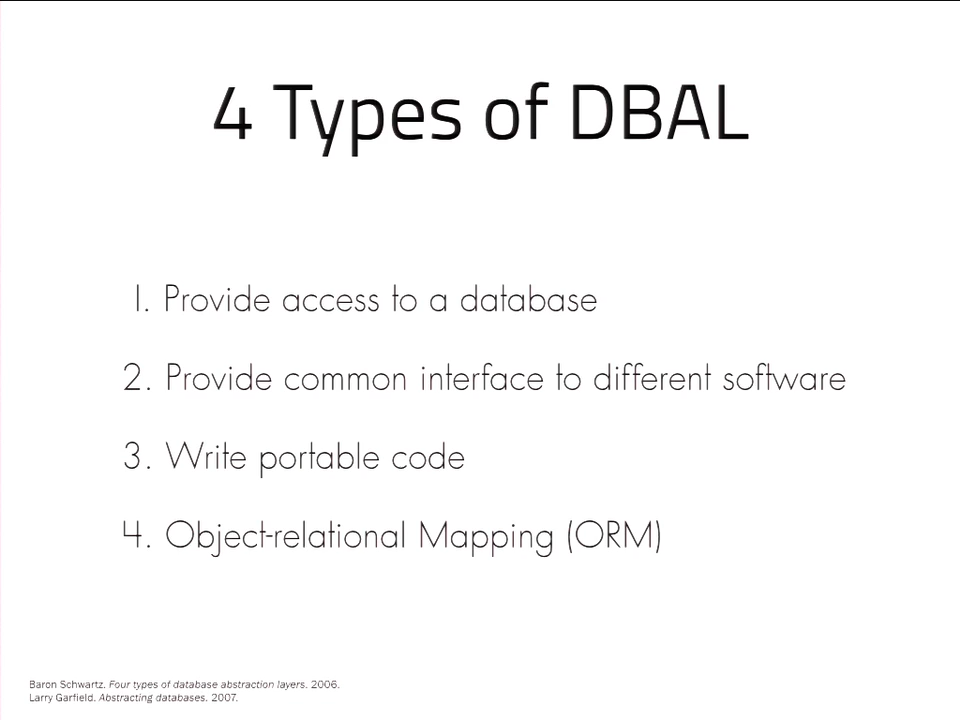 4 Types of DBAL
1. Provide access to a database
2. Provide common interface to different software
3. Write portable code
4. Object-relational Mapping (ORM)
Baron Schwartz. Four types of database abstraction layers. 2006.
Larry Garfield. Abstracting databases. 2007.